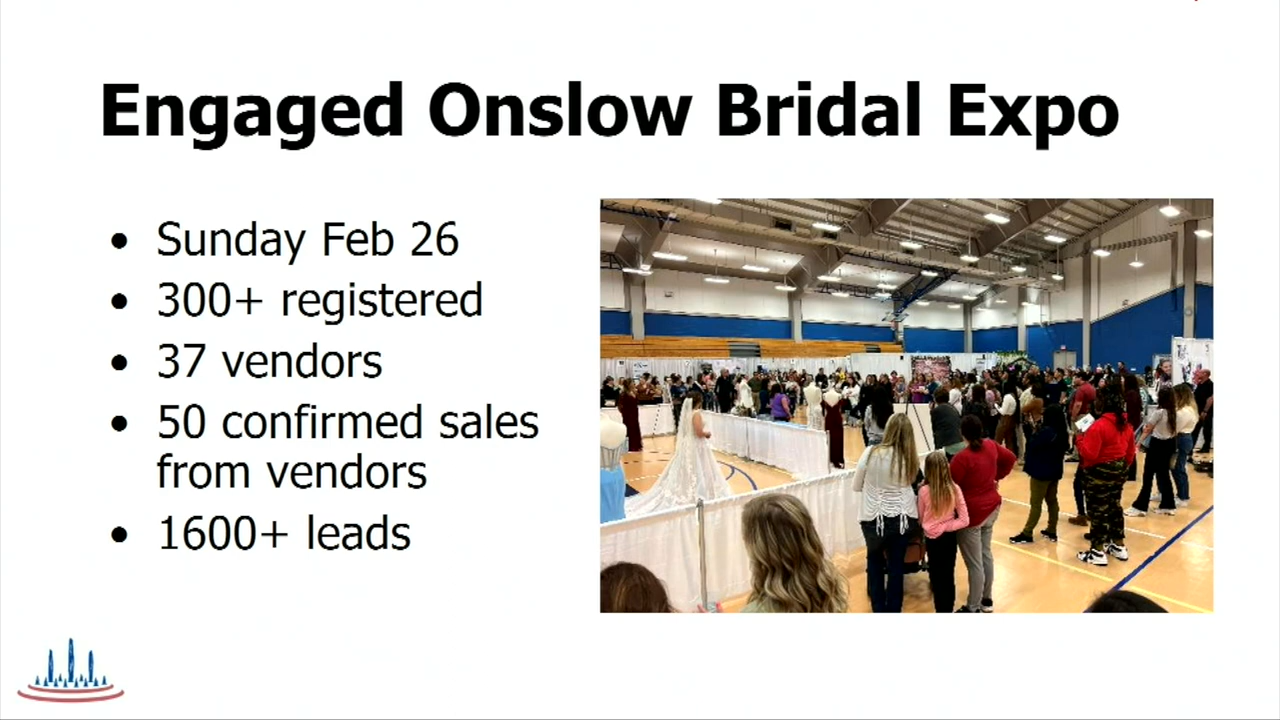 Engaged Onslow Bridal Expo
• Sunday Feb 26
• 300+ registered
• 37 vendors
• 50 confirmed sales
from vendors
• 1600+ leads